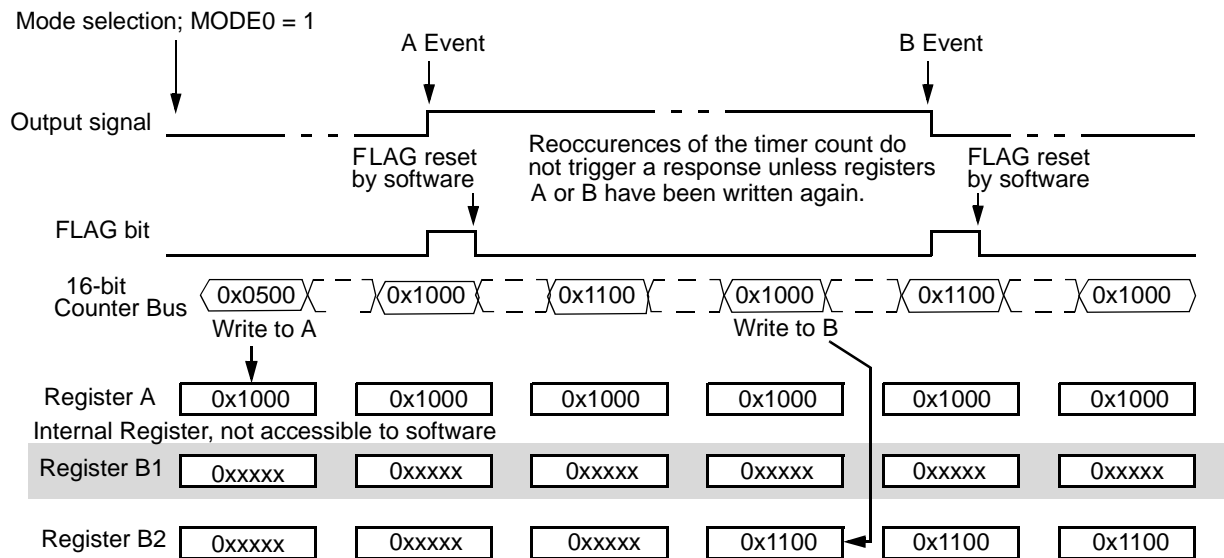 Mode selection; MODE0 = 1
A Event
B Event
Output signal
FLAG reset
by software
Reoccurences of the timer count do
not trigger a response unless registers
A or B have been written again.
FLAG reset
by software
FLAG bit
16-bit
Counter Bus
0x0500 0x1000 0x1100 0x1000 0x1100 0x1000
Write to A
Write to B
Register A 0x1000 0x1000 0x1000 0x1000 0x1000 0x1000
Internal Register, not accessible to software
Register B1 0xxxxx 0xxxxx 0xxxxx 0xxxxx 0xxxxx 0xxxxx
Register B2 0xxxxx 0xxxxx 0xxxxx 0x1100 0x1100 0x1100